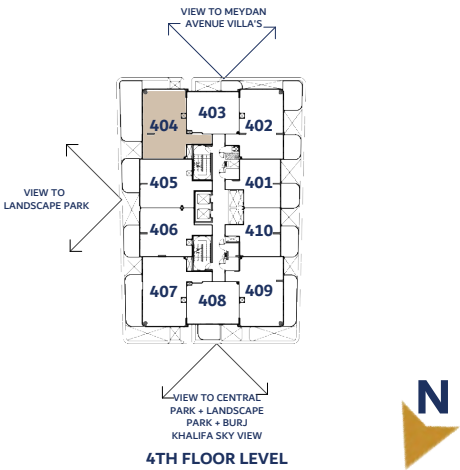 VIEW TO MEYDAN
AVENUE VILLA'S
403
404
402
405
401
VIEW TO
LANDSCAPE PARK
406
410
407
409
408
VIEW TO CENTRAL
PARK + LANDSCAPE
PARK + BURJ
KHALIFA SKY VIEW
4TH FLOOR LEVEL
N